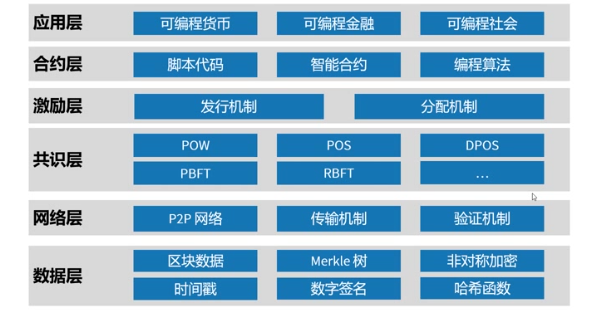 应用层 可编程货币 可编程金融 可编程社会
合约层 脚本代码 智能合约 编程算法
激励层 发行机制 分配机制
共识层
POW POS DPOS
PBFT RBFT ...
网络层 P2P 网络 传输机制 验证机制
数据层
区块数据 Merkle 树 非对称加密
时间戳 数字签名 哈希函数